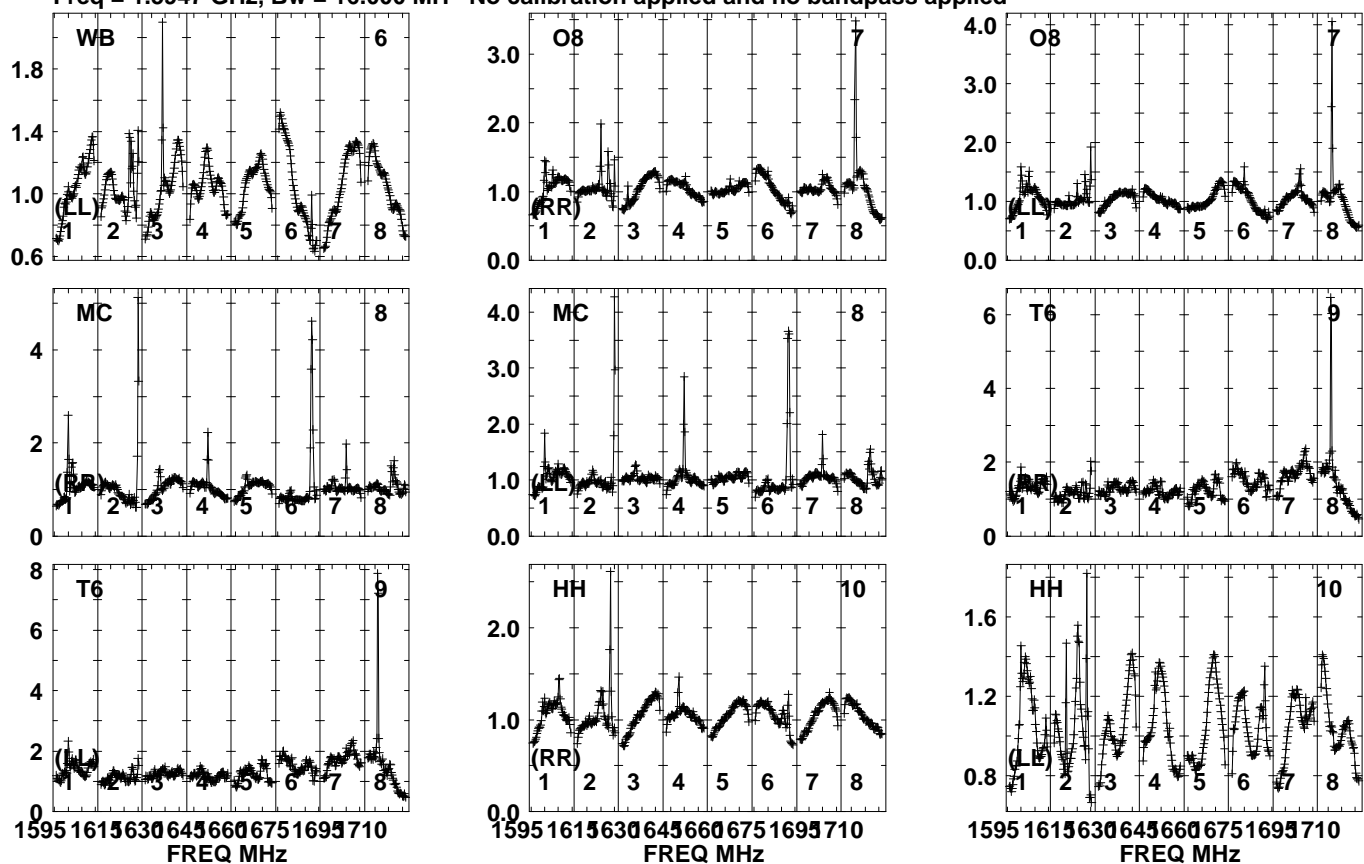 No calibration applied and no bandpass applied
WB 6 O8 7 O8 7
1.8 3.0 4.0
1.4 2.0 3.0
1.0 1.0 2.0
0.6 0.0 1.0
0.0
(LL) (RR) (LL)
1 2 3 4 5 6 7 8 1 2 3 4 5 6 7 8 1 2 3 4 5 6 7 8
MC 8 MC 8 T6 9
4 4.0 6
2 3.0 4
0 2.0 2
1.0 0
0.0
(RR) (LL) (RR)
1 2 3 4 5 6 7 8 1 2 3 4 5 6 7 8 1 2 3 4 5 6 7 8
T6 9 HH 10 HH 10
8 2.0 1.6
6 1.0 1.2
4 0.0 0.8
2
0
(LL) (RR) (LL)
1 2 3 4 5 6 7 8 1 2 3 4 5 6 7 8 1 2 3 4 5 6 7 8
1595 1615 1630 1645 1660 1675 1695 1710 1595 1615 1630 1645 1660 1675 1695 1710 1595 1615 1630 1645 1660 1675 1695 1710
FREQ MHz FREQ MHz FREQ MHz